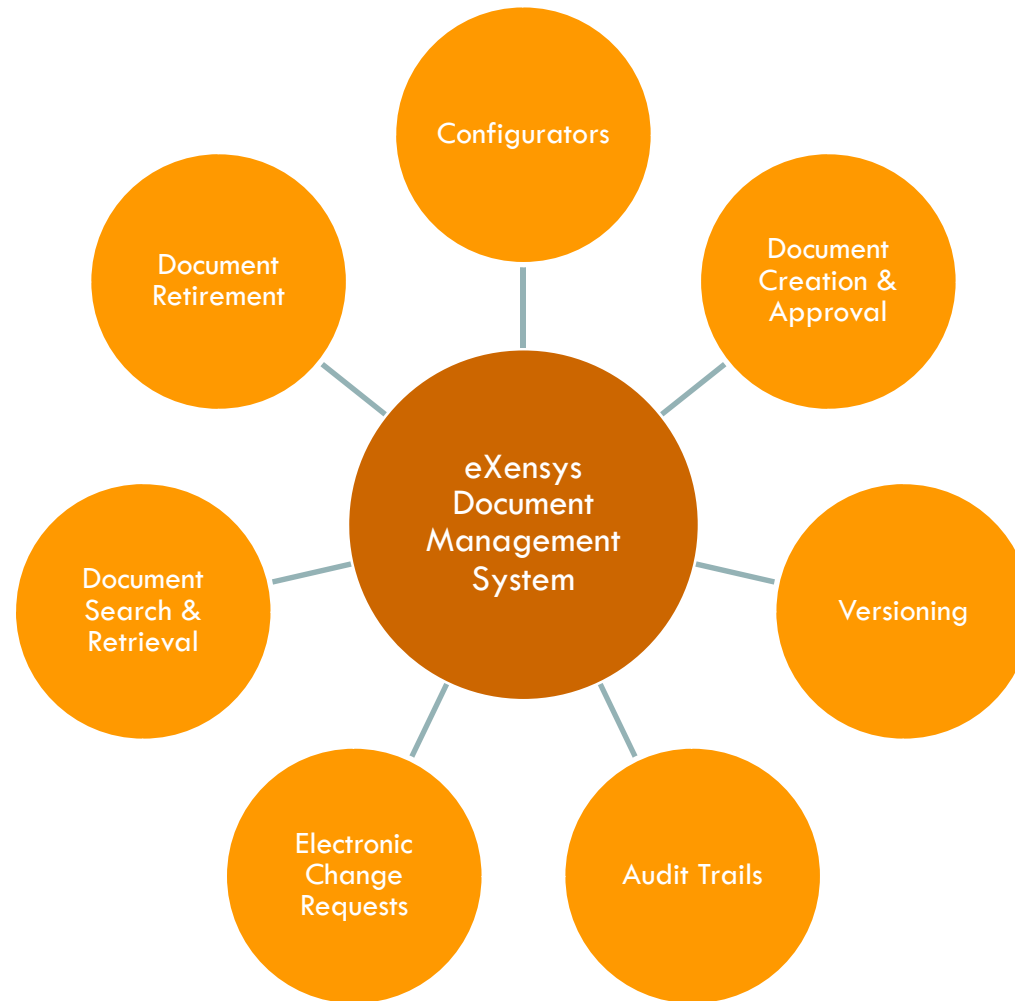 Configurators
Document
Creation &
Approval
Versioning
Audit Trails
Electronic
Change
Requests
Document
Search &
Retrieval
Document
Retirement
eXensys
Document
Management
System